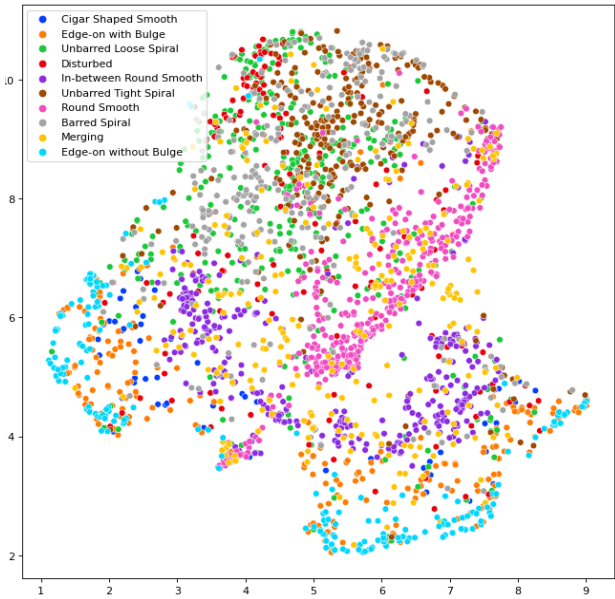 Cigar Shaped Smooth
Edge-on with Bulge
Unbarred Loose Spiral
Disturbed
In-between Round Smooth
Unbarred Tight Spiral
Round Smooth
Barred Spiral
Merging
Edge-on without Bulge
10
8
6
4
2
1 2 3 4 5 6 7 8 9